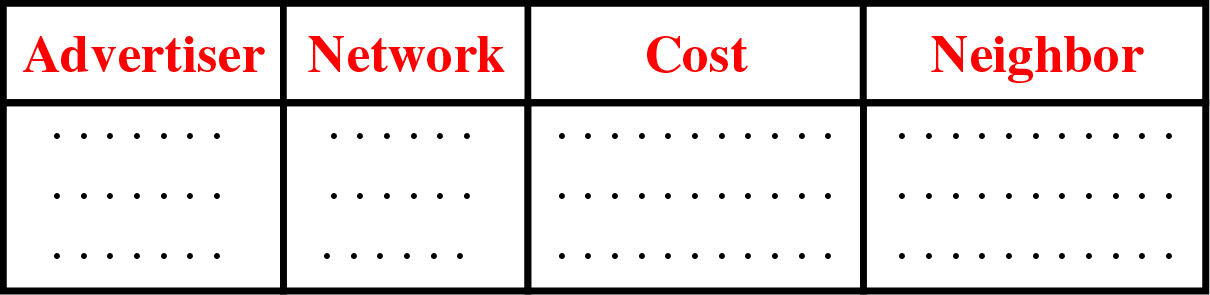 Advertiser Network Cost Neighbor
. . . . . . . . . . . . . . . . . . . . . . . . . . . . . . . . . . .
. . . . . . . . . . . . . . . . . . . . . . . . . . . . . . . . . . .
. . . . . . . . . . . . . . . . . . . . . . . . . . . . . . . . . . .